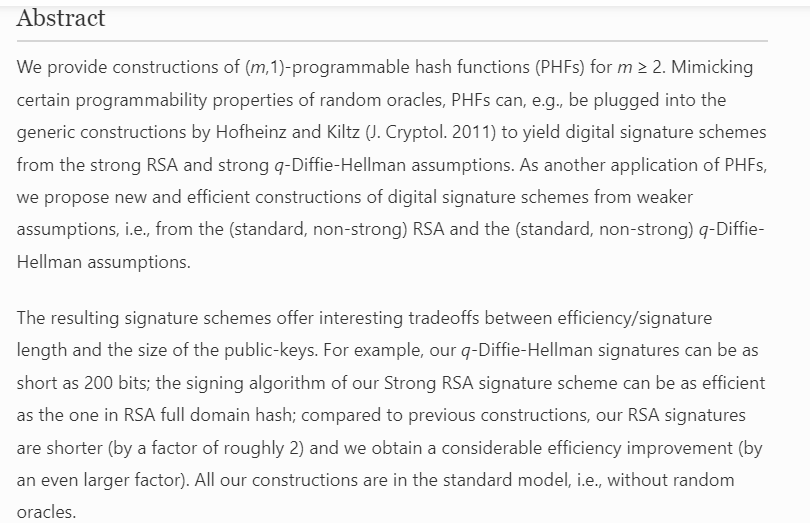 Abstract
We provide constructions of (m,1)-programmable hash functions (PHFs) for m ≥ 2. Mimicking
certain programmability properties of random oracles, PHFs can, e.g., be plugged into the
generic constructions by Hofheinz and Kiltz (J. Cryptol. 2011) to yield digital signature schemes
from the strong RSA and strong q-Diffie-Hellman assumptions. As another application of PHFs,
we propose new and efficient constructions of digital signature schemes from weaker
assumptions, i.e., from the (standard, non-strong) RSA and the (standard, non-strong) q-Diffie-
Hellman assumptions.
The resulting signature schemes offer interesting tradeoffs between efficiency/signature
length and the size of the public-keys. For example, our q-Diffie-Hellman signatures can be as
short as 200 bits; the signing algorithm of our Strong RSA signature scheme can be as efficient
as the one in RSA full domain hash; compared to previous constructions, our RSA signatures
are shorter (by a factor of roughly 2) and we obtain a considerable efficiency improvement (by
an even larger factor). All our constructions are in the standard model, i.e., without random
oracles.